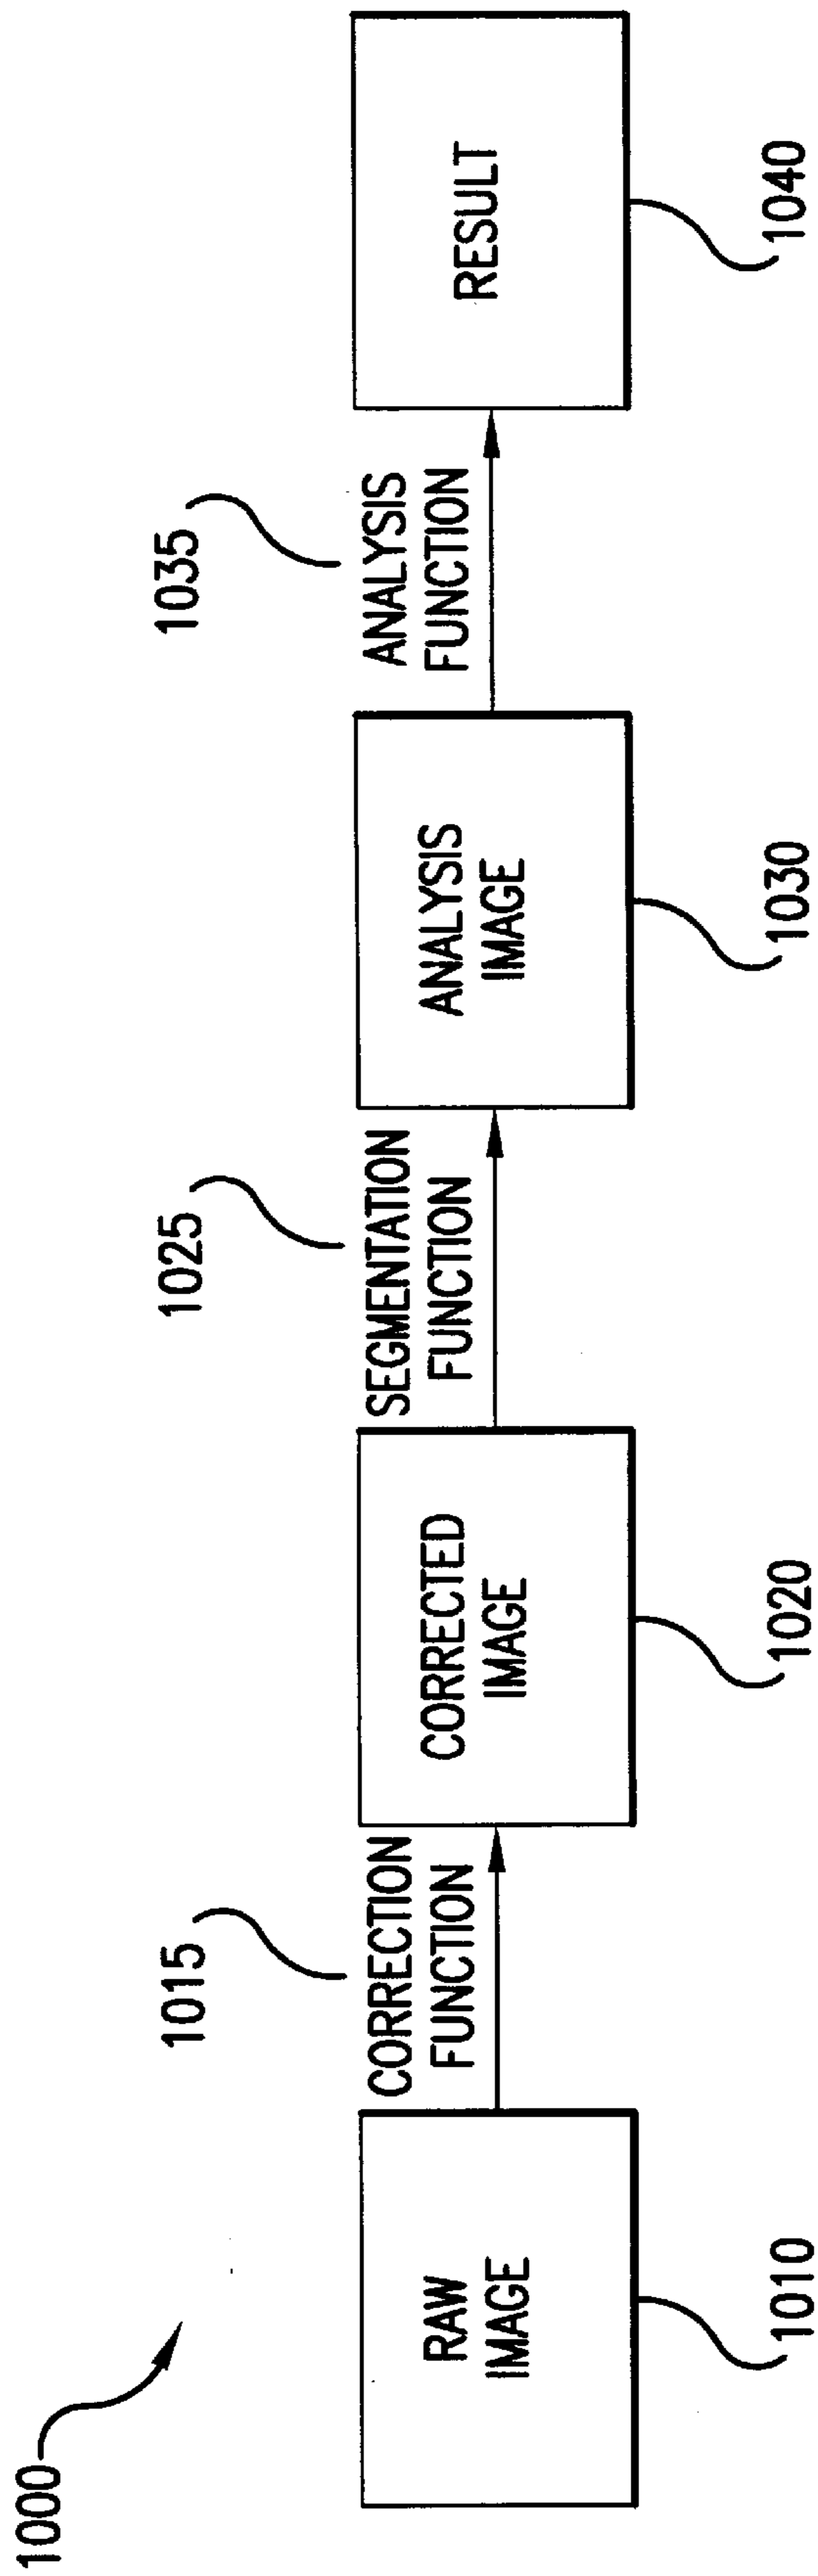 1000
1015
1025
1035
CORRECTION
FUNCTION
SEGMENTATION
FUNCTION
ANALYSIS
FUNCTION
RAW
IMAGE
CORRECTED
IMAGE
ANALYSIS
IMAGE
RESULT
1010
1020
1030
1040